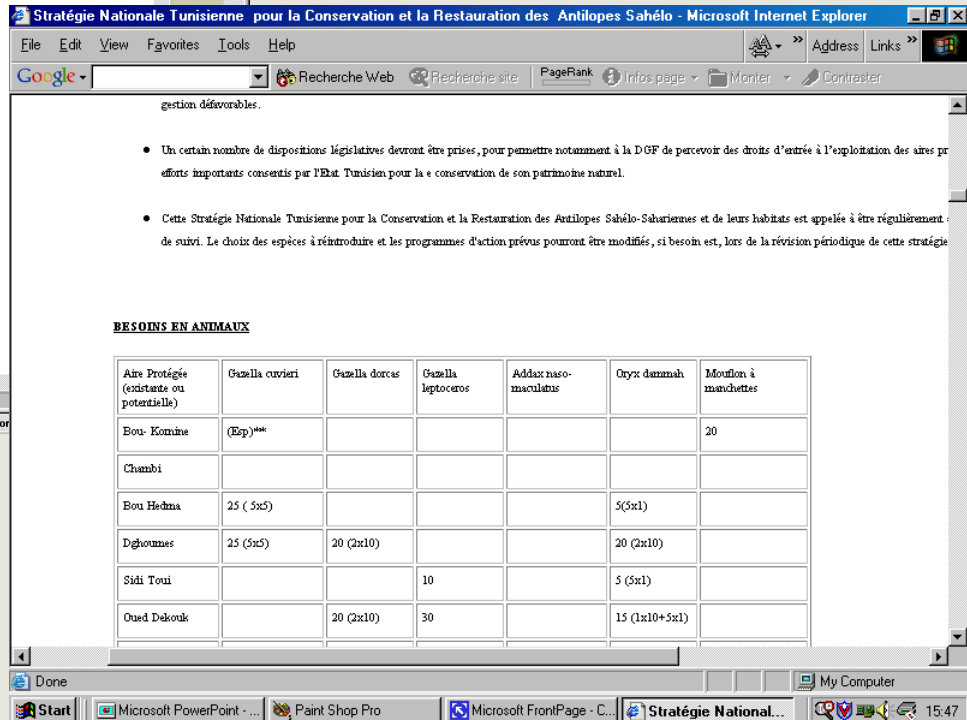 Stratégie Nationale Tunisienne pour la Conservation et la Restauration des Antilopes Sahélo - Microsoft Internet Explorer
File Edit View Favorites Tools Help
Address Links
Google Recherche Web Recherche site PageRank Infos page Monter Contraster
gestion défavorables.
● Un certain nombre de dispositions législatives devront être prises, pour permettre notamment à la DGF de percevoir des droits d'entrée à l'exploitation des aires pr
efforts importants consentis par l'Etat Tunisien pour la e conservation de son patrimoine naturel.
● Cette Stratégie Nationale Tunisienne pour la Conservation et la Restauration des Antilopes Sahélo-Sahariennes et de leurs habitats est appelée à être régulièrement
de suivi. Le choix des espèces à réintroduire et les programmes d'action prévus pourront être modifiés, si besoin est, lors de la révision périodique de cette stratégie
BESOINS EN ANIMAUX
Aire Protégée (existante ou potentielle) Gazella cuvieri Gazella dorcas Gazella leptoceros Addax naso-maculatus Oryx dammah Mouflon à manchettes
Bou- Kornine (Esp)*** 20
Chambi
Bou Hedma 25 ( 5x5) 5(5x1)
Dghoumes 25 (5x5) 20 (2x10) 20 (2x10)
Sidi Toui 10 5 (5x1)
Oued Dekouk 20 (2x10) 30 15 (1x10+5x1)
Done My Computer
Start Microsoft PowerPoint - ... Paint Shop Pro Microsoft FrontPage - C... Stratégie National... 15:47